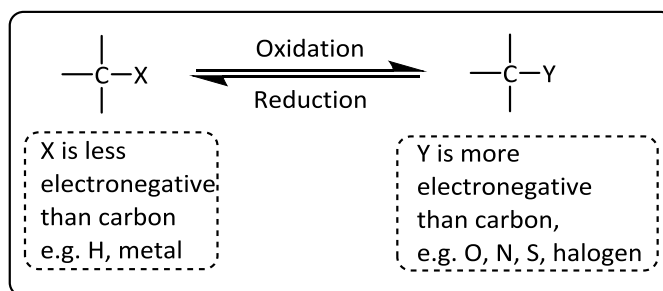 Oxidation
Reduction
C X
C Y
X is less
electronegative
than carbon
e.g. H, metal
Y is more
electronegative
than carbon,
e.g. O, N, S, halogen